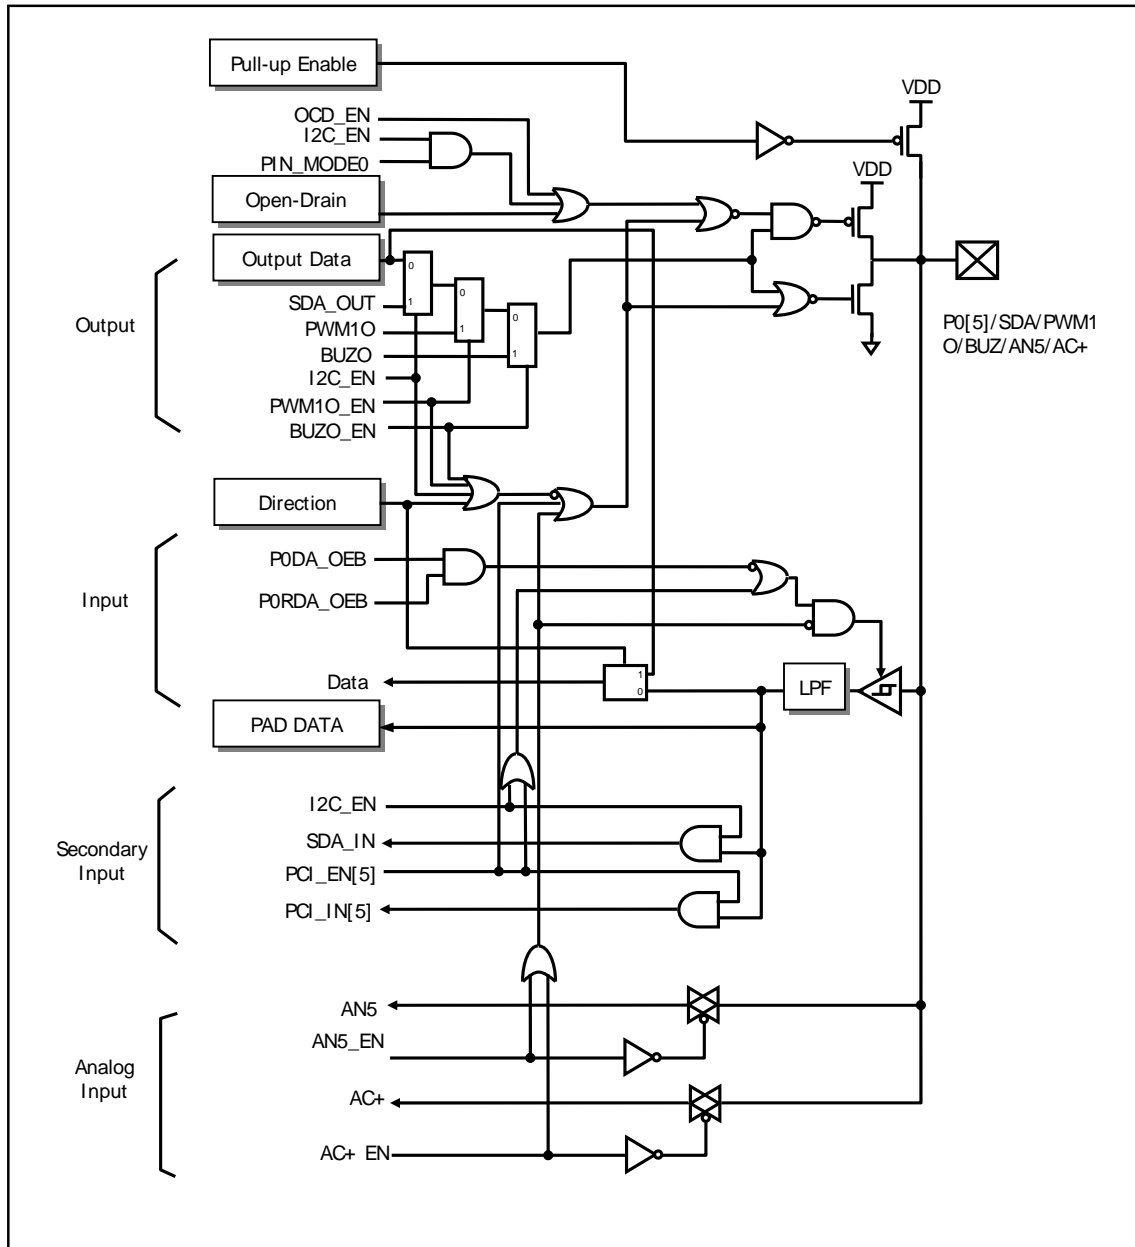 Pull-up Enable
VDD
OCD_EN
I2C_EN
PIN_MODE0
VDD
Open-Drain
Output Data
0
1
SDA_OUT
0
1
PWM1O
0
1
BUZO
Output
I2C_EN
PWM1O_EN
BUZO_EN
P0[5]/SDA/PWM1
O/BUZ/AN5/AC+
Direction
P0DA_OEB
Input
P0RDA_OEB
Data
1
0
LPF
PAD DATA
I2C_EN
SDA_IN
Secondary
Input
PCI_EN[5]
PCI_IN[5]
AN5
AN5_EN
Analog
Input
AC+
AC+_EN